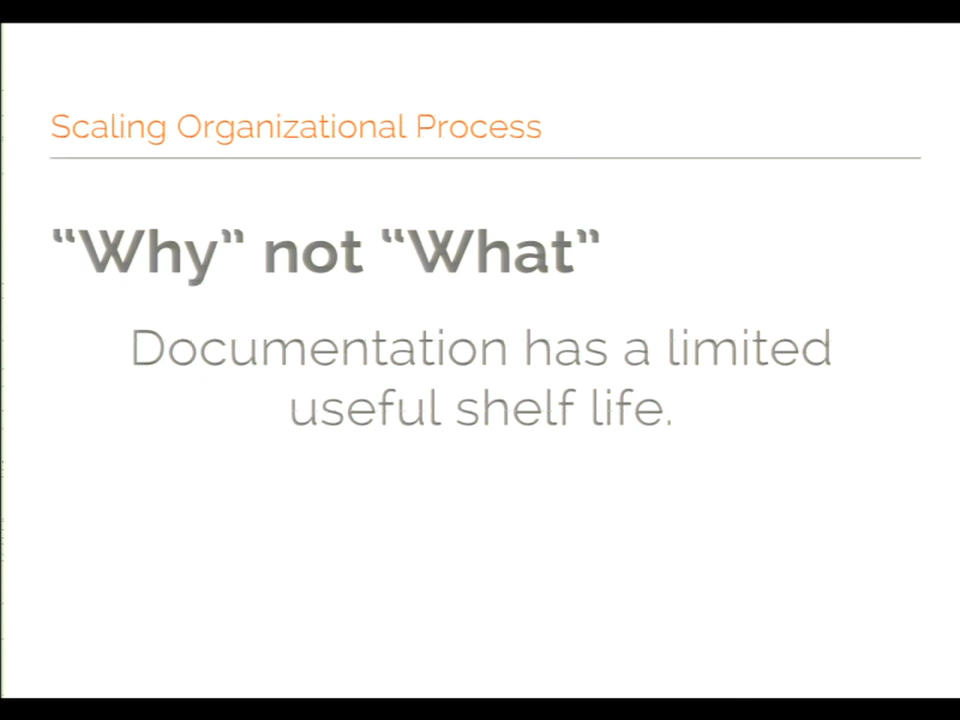 Scaling Organizational Process
“Why” not “What”
Documentation has a limited
useful shelf life.